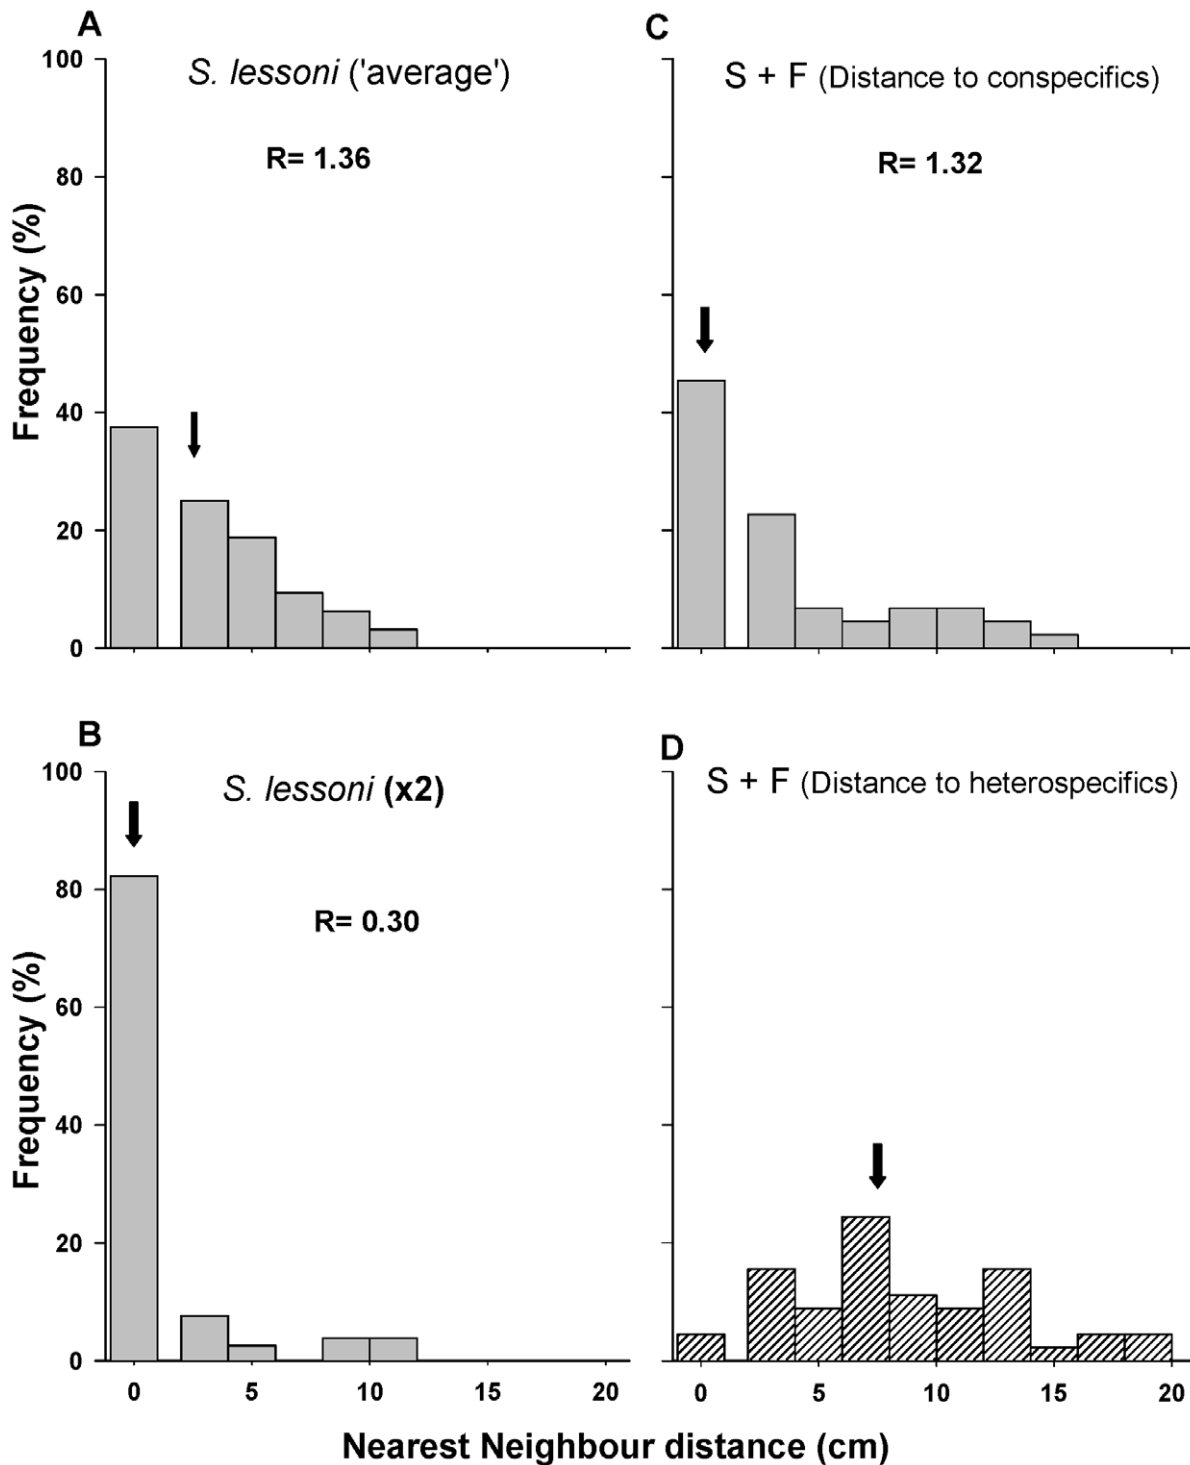 A
S. lessoni ('average')
R= 1.36
100
80
60
40
20
0
Frequency (%)
C
S + F (Distance to conspecifics)
R= 1.32
B
S. lessoni (x2)
R= 0.30
100
80
60
40
20
0
Frequency (%)
0 5 10 15 20
D
S + F (Distance to heterospecifics)
0 5 10 15 20
Nearest Neighbour distance (cm)